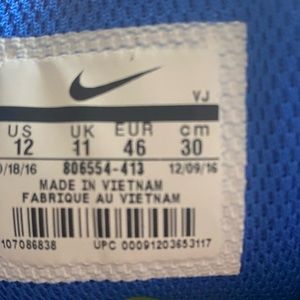 VJ
US UK EUR cm
12 11 46 30
/18/16 806554-413 12/09/16
MADE IN VIETNAM
FABRIQUE AU VIETNAM
107086838 UPC 00091203653117